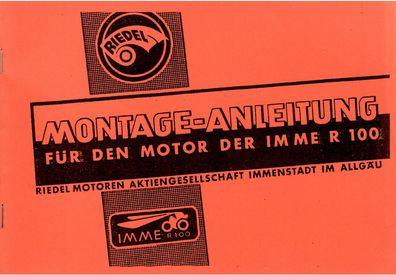 RIEDEL
MONTAGE-ANLEITUNG
FÜR DEN MOTOR DER IMME R 100
RIEDEL MOTOREN AKTIENGESELLSCHAFT IMMENSTADT IM ALLGÄU
IMME R 100